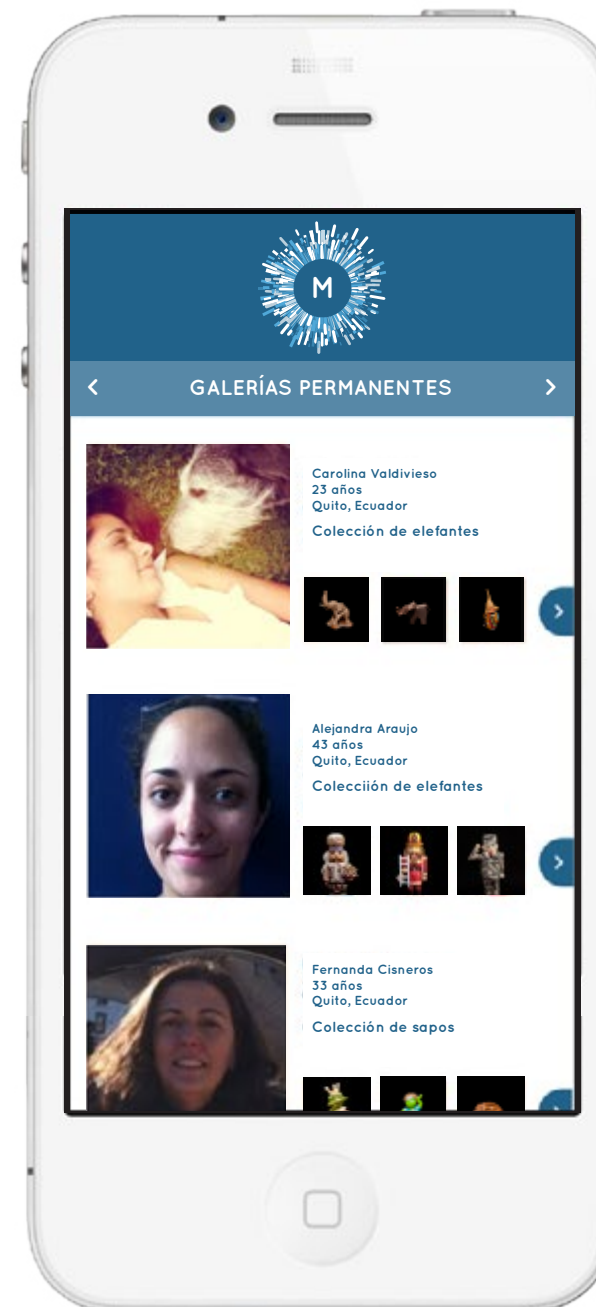 M
GALERÍAS PERMANENTES
Carolina Valdivieso
23 años
Quito, Ecuador
Colección de elefantes
Alejandra Araujo
43 años
Quito, Ecuador
Colecciión de elefantes
Fernanda Cisneros
33 años
Quito, Ecuador
Colección de sapos